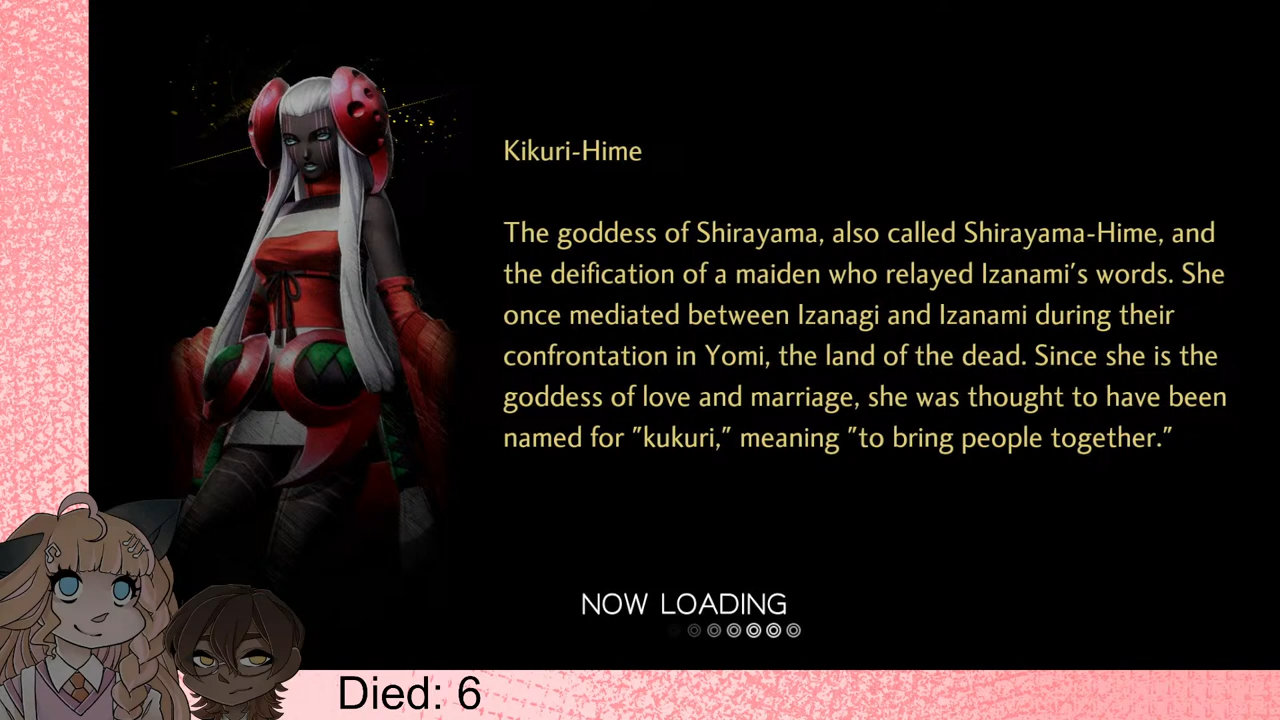 Kikuri-Hime
The goddess of Shirayama, also called Shirayama-Hime, and
the deification of a maiden who relayed Izanami's words. She
once mediated between Izanagi and Izanami during their
confrontation in Yomi, the land of the dead. Since she is the
goddess of love and marriage, she was thought to have been
named for "kukuri," meaning "to bring people together."
NOW LOADING
Died: 6